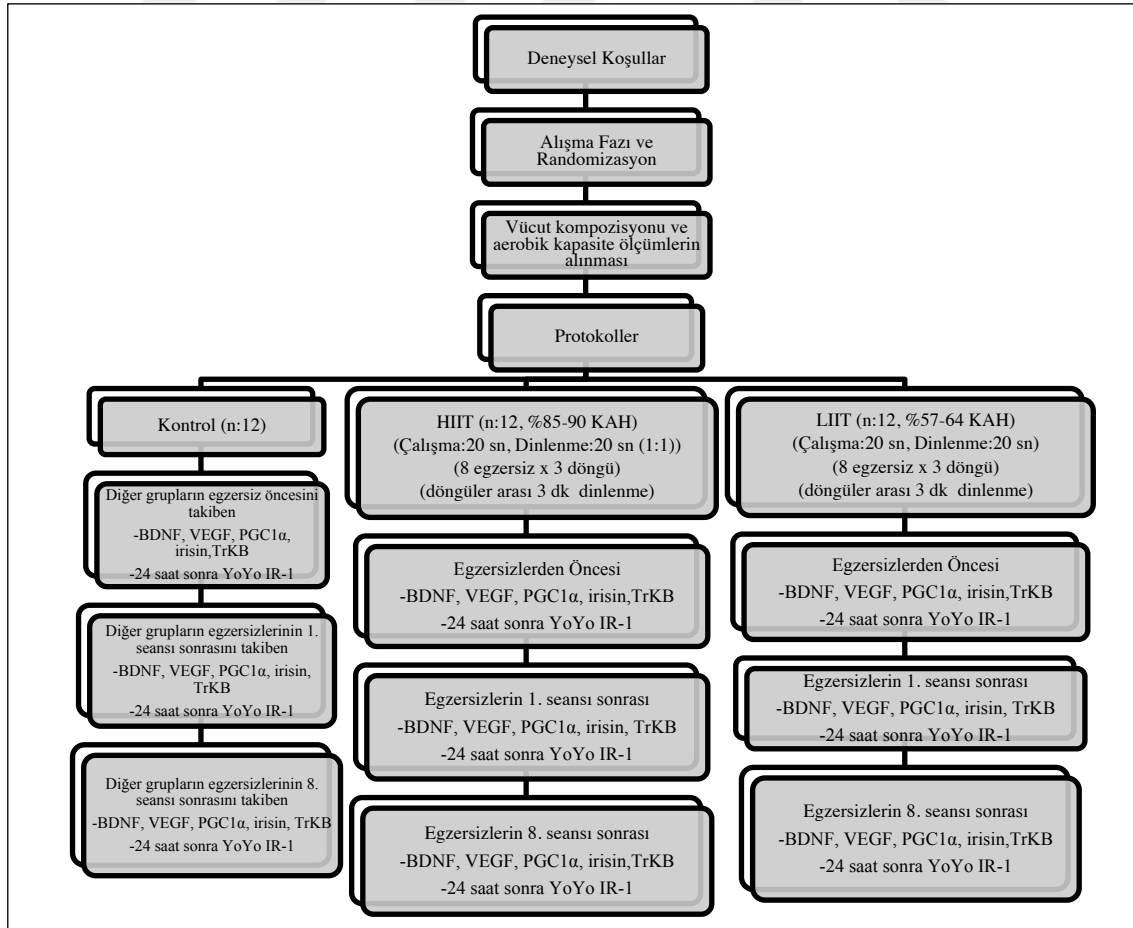 Deneysel Koşullar
Alışma Fazı ve
Randomizasyon
Vücut kompozisyonu ve
aerobik kapasite ölçümlerin
alınması
Protokoller
Kontrol (n:12)
Diğer grupların egzersiz öncesini
takiben
-BDNF, VEGF, PGC1α,
irisin,TrKB
-24 saat sonra YoYo IR-1
Diğer grupların egzersizlerinin 1.
seansı sonrasını takiben
-BDNF, VEGF, PGC1α, irisin,
TrKB
-24 saat sonra YoYo IR-1
Diğer grupların egzersizlerinin 8.
seansı sonrasını takiben
-BDNF, VEGF, PGC1α, irisin, TrKB
-24 saat sonra YoYo IR-1
HIIT (n:12, %85-90 KAH)
(Çalışma:20 sn, Dinlenme:20 sn (1:1))
(8 egzersiz x 3 döngü)
(döngüler arası 3 dk dinlenme)
Egzersizlerden Öncesi
-BDNF, VEGF, PGC1α, irisin,TrKB
-24 saat sonra YoYo IR-1
Egzersizlerin 1. seansı sonrası
-BDNF, VEGF, PGC1α, irisin, TrKB
-24 saat sonra YoYo IR-1
Egzersizlerin 8. seansı sonrası
-BDNF, VEGF, PGC1α, irisin,TrKB
-24 saat sonra YoYo IR-1
LIIT (n:12, %57-64 KAH)
(Çalışma:20 sn, Dinlenme:20 sn)
(8 egzersiz x 3 döngü)
(döngüler arası 3 dk dinlenme)
Egzersizlerden Öncesi
-BDNF, VEGF, PGC1α, irisin,TrKB
-24 saat sonra YoYo IR-1
Egzersizlerin 1. seansı sonrası
-BDNF, VEGF, PGC1α, irisin, TrKB
-24 saat sonra YoYo IR-1
Egzersizlerin 8. seansı sonrası
-BDNF, VEGF, PGC1α, irisin, TrKB
-24 saat sonra YoYo IR-1